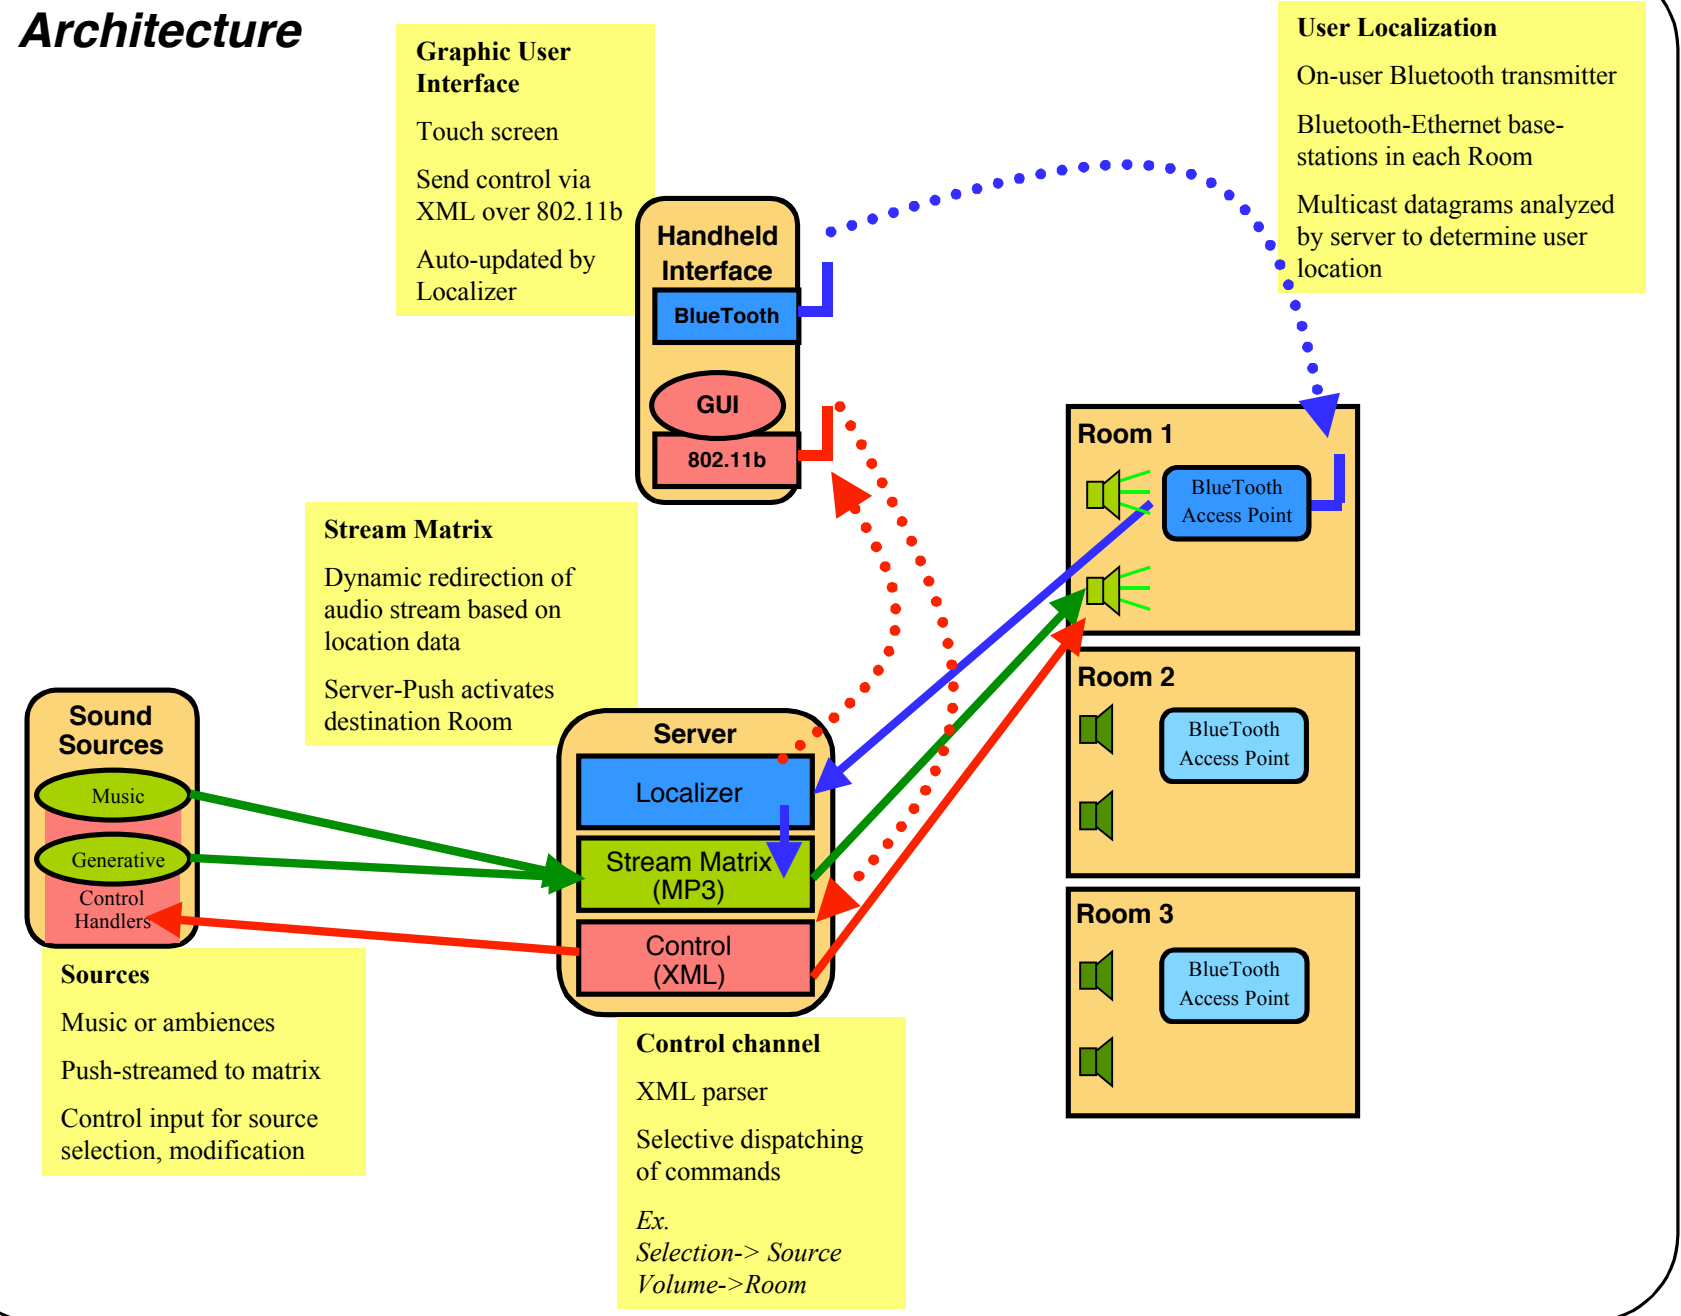 Architecture
Graphic User
Interface
Touch screen
Send control via
XML over 802.11b
Auto-updated by
Localizer
User Localization
On-user Bluetooth transmitter
Bluetooth-Ethernet base-
stations in each Room
Multicast datagrams analyzed
by server to determine user
location
Handheld
Interface
BlueTooth
GUI
802.11b
Stream Matrix
Dynamic redirection of
audio stream based on
location data
Server-Push activates
destination Room
Room 1
BlueTooth
Access Point
Room 2
BlueTooth
Access Point
Room 3
BlueTooth
Access Point
Sound
Sources
Music
Generative
Control
Handlers
Server
Localizer
Stream Matrix
(MP3)
Control
(XML)
Sources
Music or ambiences
Push-streamed to matrix
Control input for source
selection, modification
Control channel
XML parser
Selective dispatching
of commands
Ex.
Selection-> Source
Volume->Room